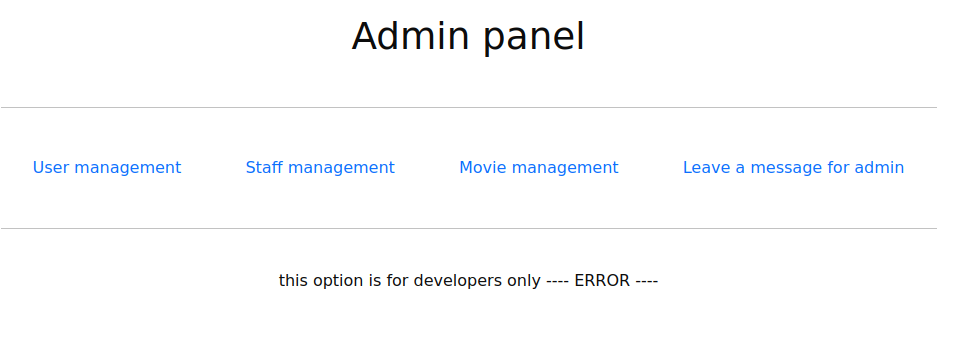 Admin panel
User management Staff management Movie management Leave a message for admin
this option is for developers only ---- ERROR ----